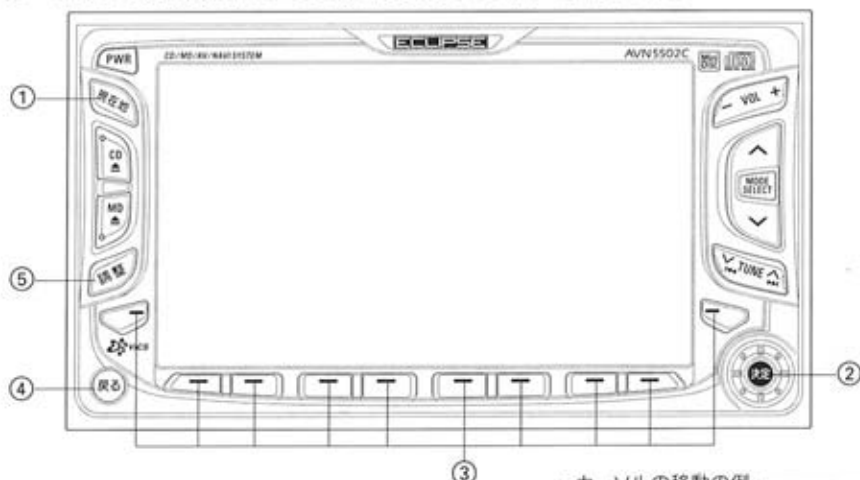 ECLIPSE
PWR
CD/MD/AV/NAVI SYSTEM
AVN5502C
①
現在地
− VOL +
CD
MODE SELECT
MD
⑤
調整
TUNE
VICS
④
戻る
決定
②
③
カーソルの移動の例